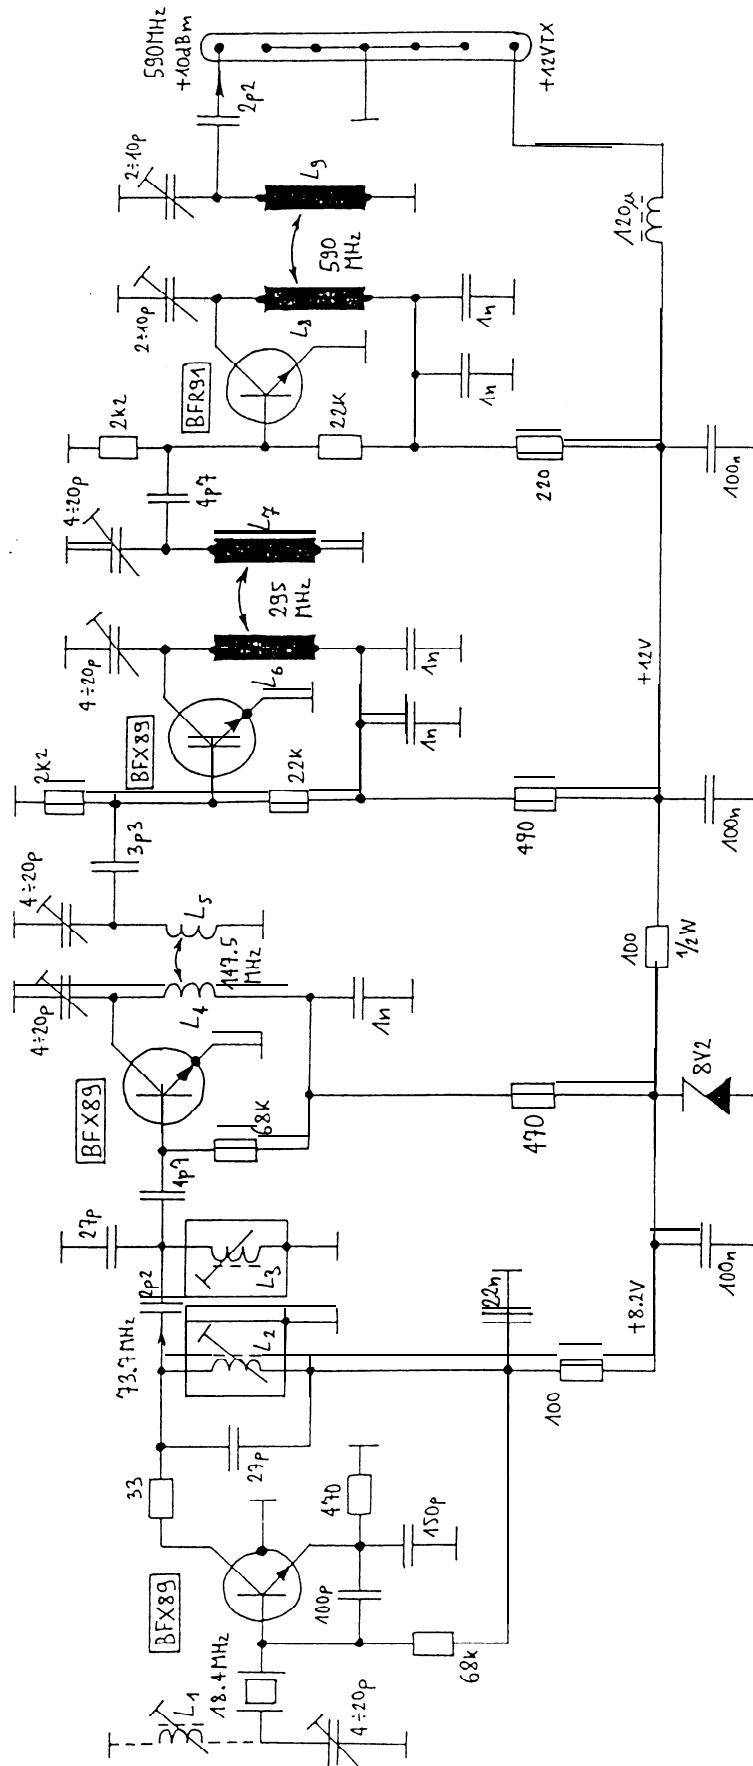 590MHz
+10dBm
2p2
+12VTX
2÷10p
L9
590
MHz
2÷10p
L8
1n
1n
120µ
BFR91
2k2
22K
220
100n
4p7
4÷20p
L7
295
MHz
4÷20p
L6
1n
1n
+12V
BFX89
2k2
22k
490
100n
3p3
4÷20p
L5
147.5
MHz
4÷20p
L4
1n
100
1/2W
BFX89
68K
470
8V2
4p7
27p
L3
2p2
73.7MHz
L2
22n
+8.2V
100n
100
27p
33
470
150p
100p
68k
BFX89
18.4MHz
L1
4÷20p